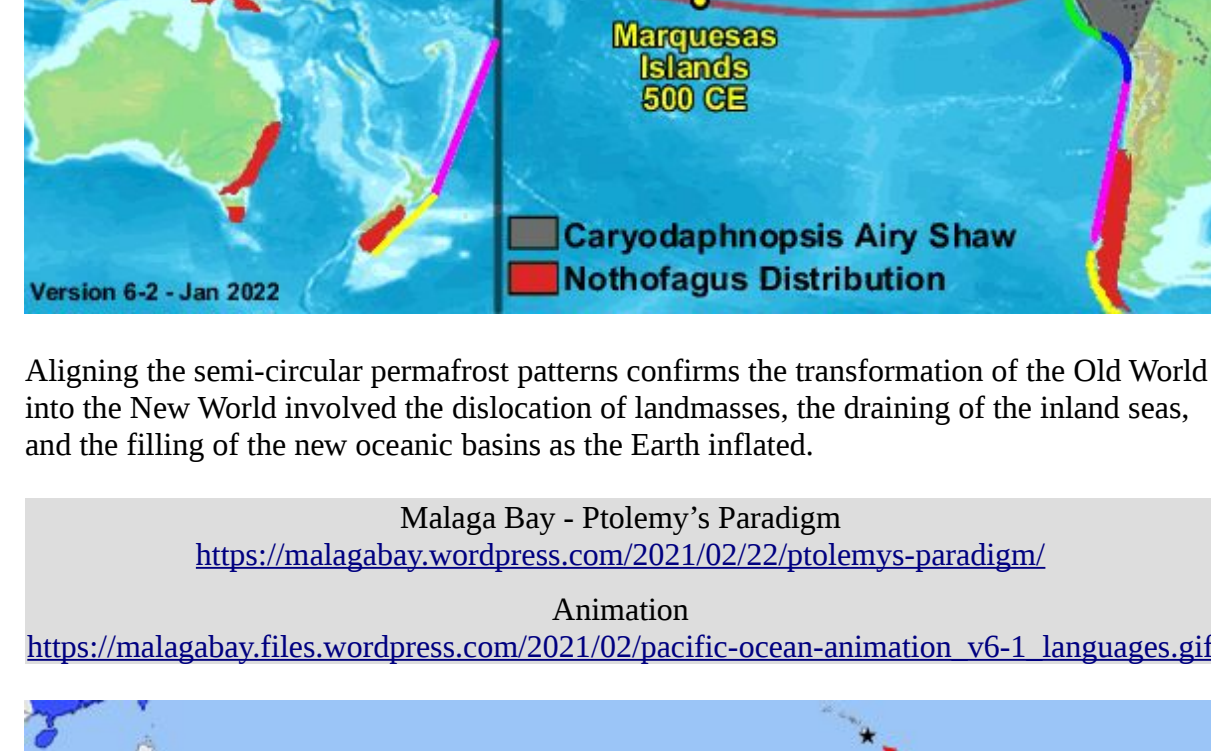 Marquesas
Islands
500 CE
Caryodaphnopsis Airy Shaw
Nothofagus Distribution
Version 6-2 - Jan 2022
Aligning the semi-circular permafrost patterns confirms the transformation of the Old World
into the New World involved the dislocation of landmasses, the draining of the inland seas,
and the filling of the new oceanic basins as the Earth inflated.
Malaga Bay - Ptolemy’s Paradigm
https://malagabay.wordpress.com/2021/02/22/ptolemys-paradigm/
Animation
https://malagabay.files.wordpress.com/2021/02/pacific-ocean-animation_v6-1_languages.gif